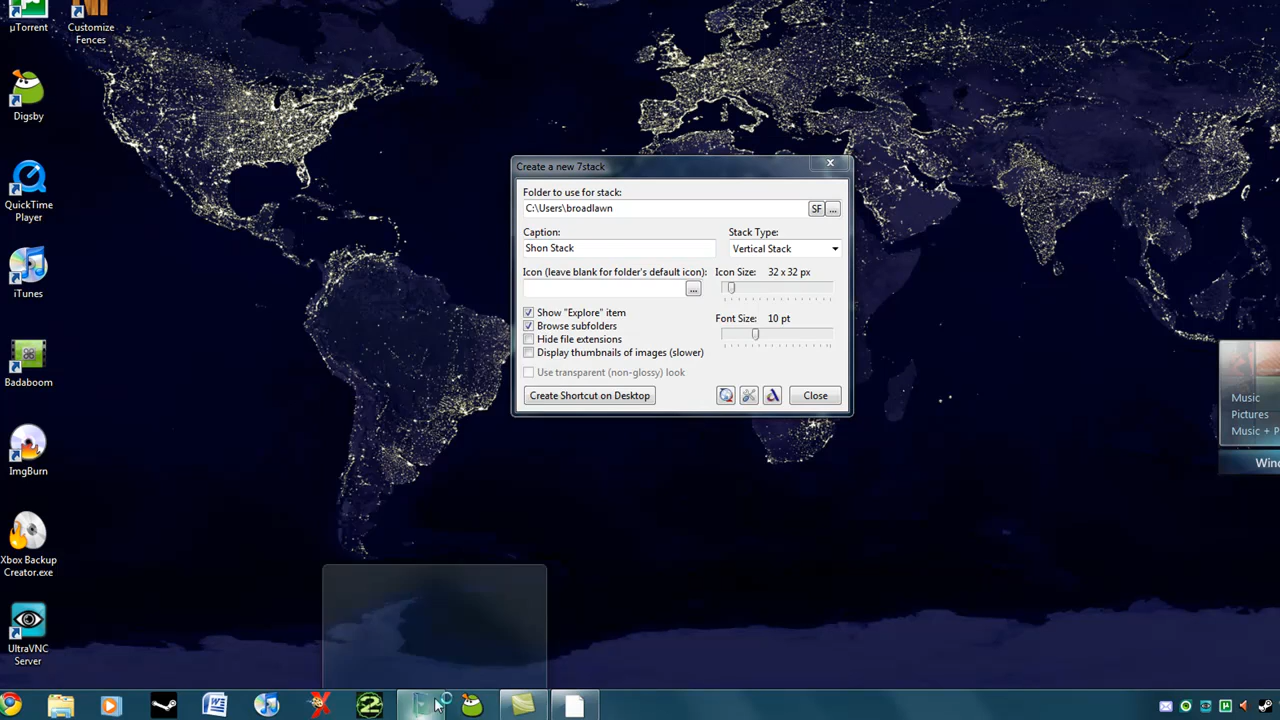 µTorrent
Customize
Fences
Digsby
QuickTime
Player
iTunes
Badaboom
ImgBurn
Xbox Backup
Creator.exe
UltraVNC
Server
Create a new 7stack
Folder to use for stack:
C:\Users\broadlawn
SF ...
Caption:
Stack Type:
Shon Stack
Vertical Stack
Icon (leave blank for folder's default icon):
Icon Size: 32 x 32 px
...
Show "Explore" item
Font Size: 10 pt
Browse subfolders
Hide file extensions
Display thumbnails of images (slower)
Use transparent (non-glossy) look
Create Shortcut on Desktop
Close
Music
Pictures
Music + P
Wind
2